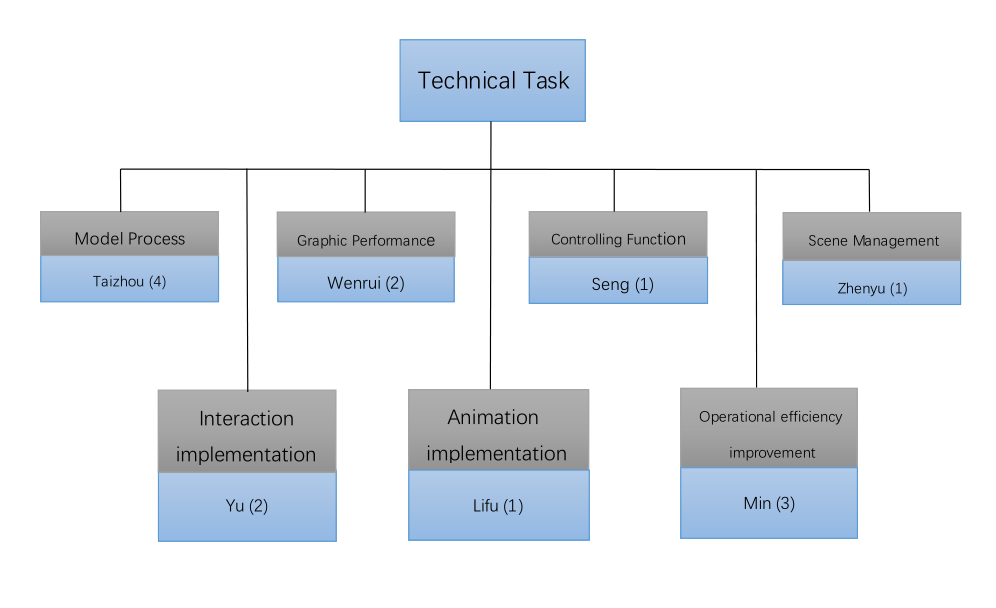 Technical Task
Model Process
Taizhou (4)
Graphic Performance
Wenrui (2)
Controlling Function
Seng (1)
Scene Management
Zhenyu (1)
Interaction
implementation
Yu (2)
Animation
implementation
Lifu (1)
Operational efficiency
improvement
Min (3)